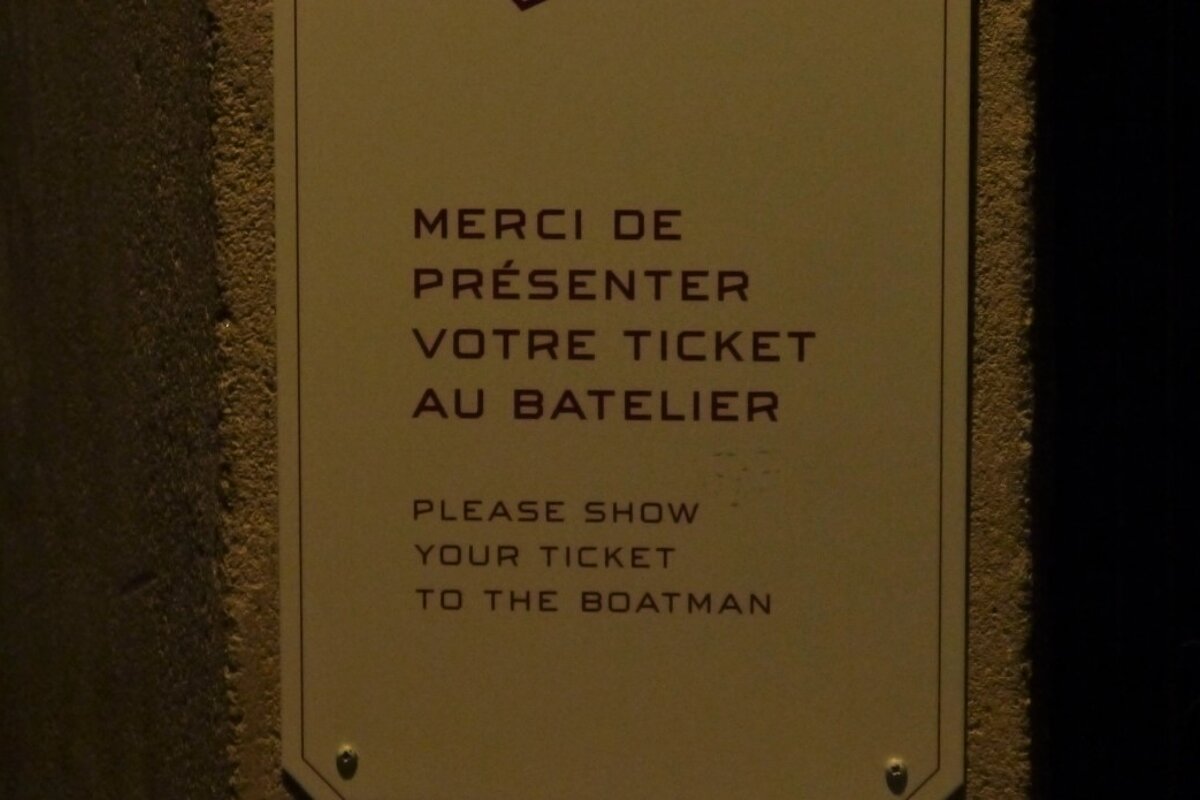 MERCI DE
PRÉSENTER
VOTRE TICKET
AU BATELIER
PLEASE SHOW
YOUR TICKET
TO THE BOATMAN